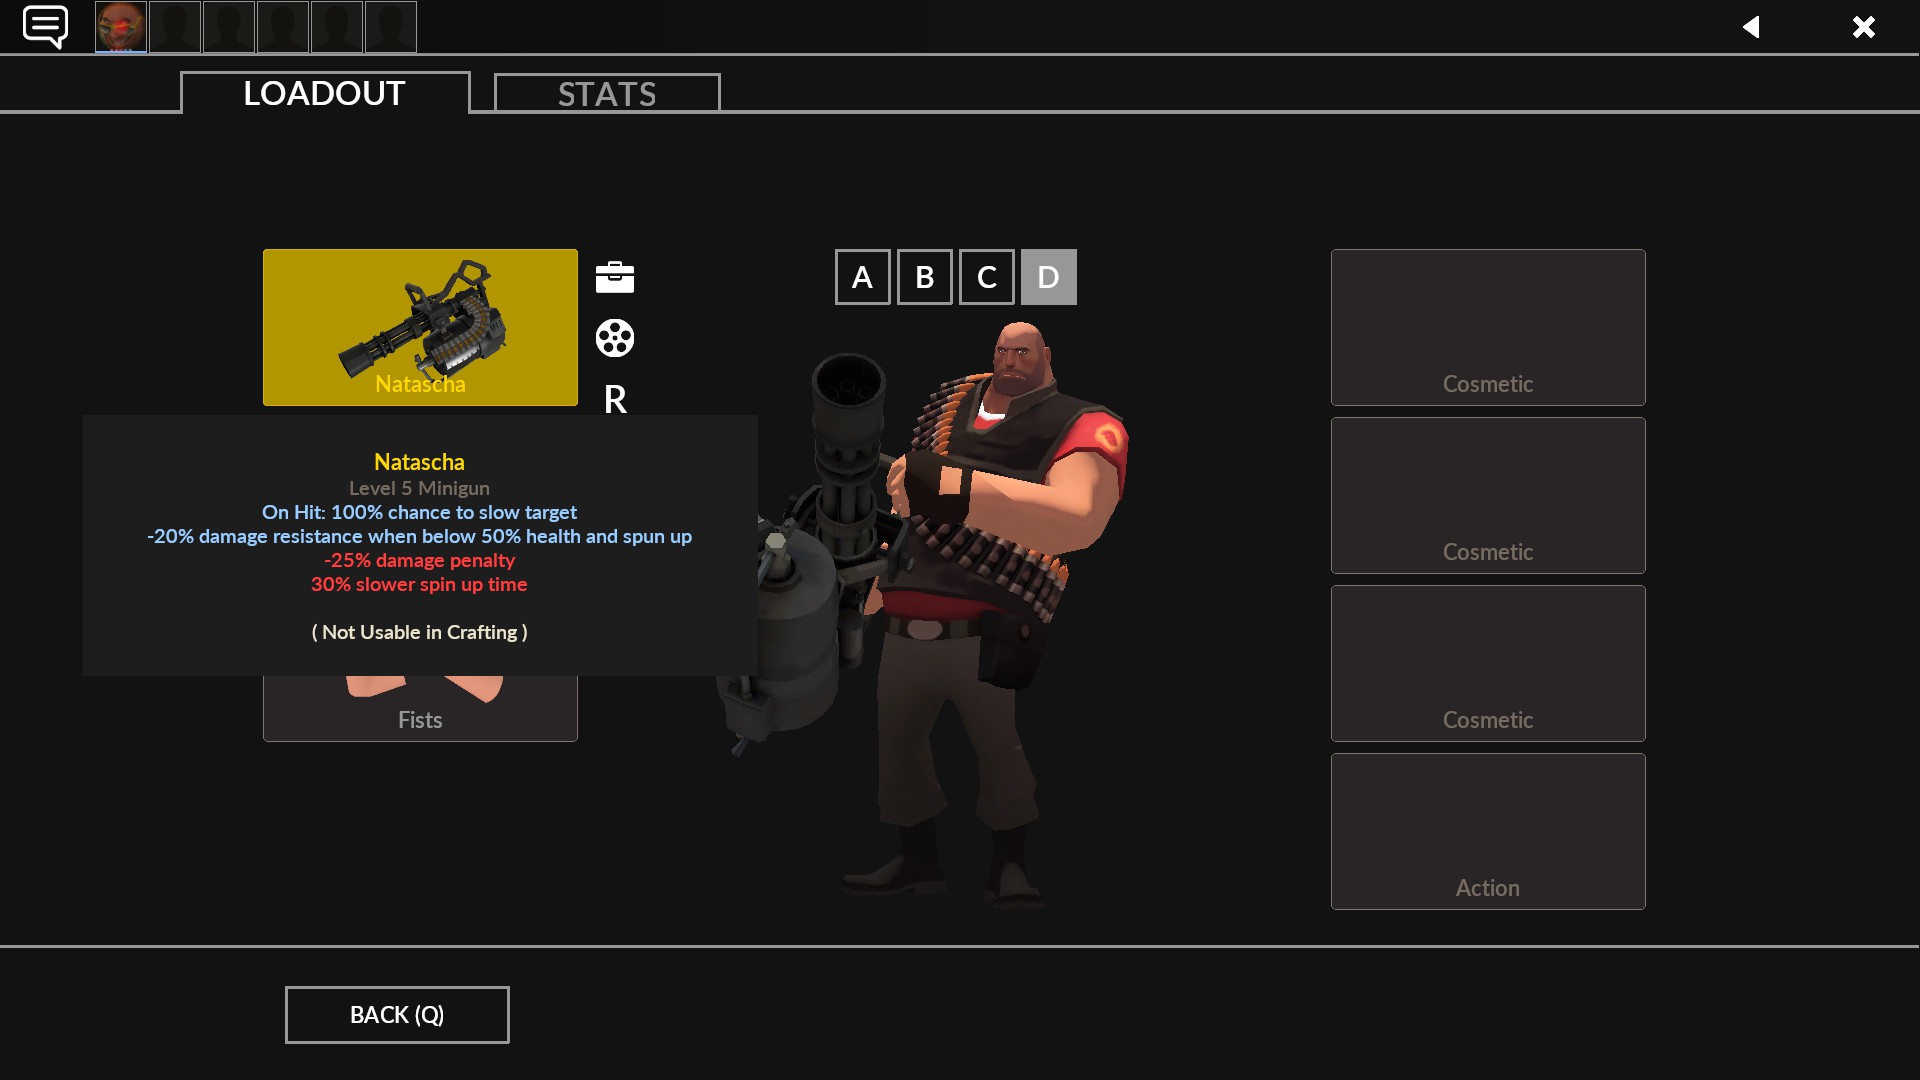 LOADOUT
STATS
Natascha
R
A
B
C
D
Natascha
Level 5 Minigun
On Hit: 100% chance to slow target
-20% damage resistance when below 50% health and spun up
-25% damage penalty
30% slower spin up time
( Not Usable in Crafting )
Fists
Cosmetic
Cosmetic
Cosmetic
Action
BACK (Q)